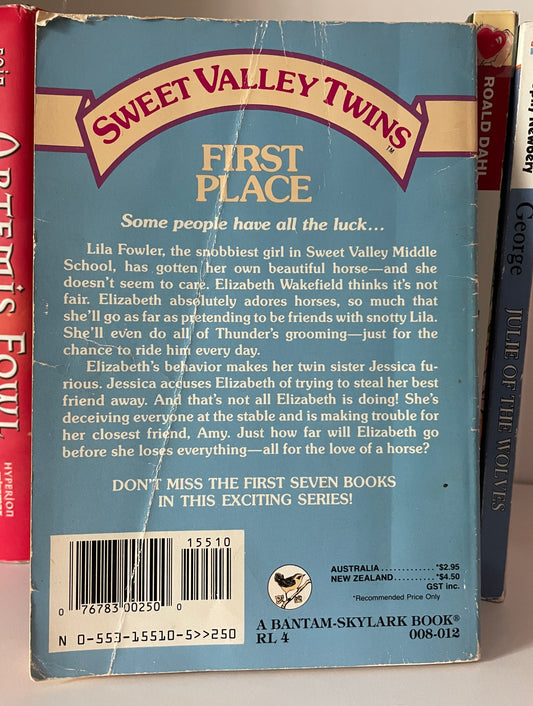 SWEET VALLEY TWINS™
FIRST
PLACE
Some people have all the luck...
Lila Fowler, the snobbiest girl in Sweet Valley Middle
School, has gotten her own beautiful horse—and she
doesn't seem to care. Elizabeth Wakefield thinks it's not
fair. Elizabeth absolutely adores horses, so much that
she'll go as far as pretending to be friends with snotty Lila.
She'll even do all of Thunder's grooming—just for the
chance to ride him every day.
Elizabeth's behavior makes her twin sister Jessica fu-
rious. Jessica accuses Elizabeth of trying to steal her best
friend away. And that's not all Elizabeth is doing! She's
deceiving everyone at the stable and is making trouble for
her closest friend, Amy. Just how far will Elizabeth go
before she loses everything—all for the love of a horse?
DON'T MISS THE FIRST SEVEN BOOKS
IN THIS EXCITING SERIES!
15510
0 76783 00250 0
N 0-553-15510-5>>250
AUSTRALIA.............*$2.95
NEW ZEALAND..........*$4.50
GST inc.
*Recommended Price Only
A BANTAM-SKYLARK BOOK®
RL 4 008-012
ARTEMIS FOWL
HYPERION
ROALD DAHL
George
JULIE OF THE WOLVES
Newbery